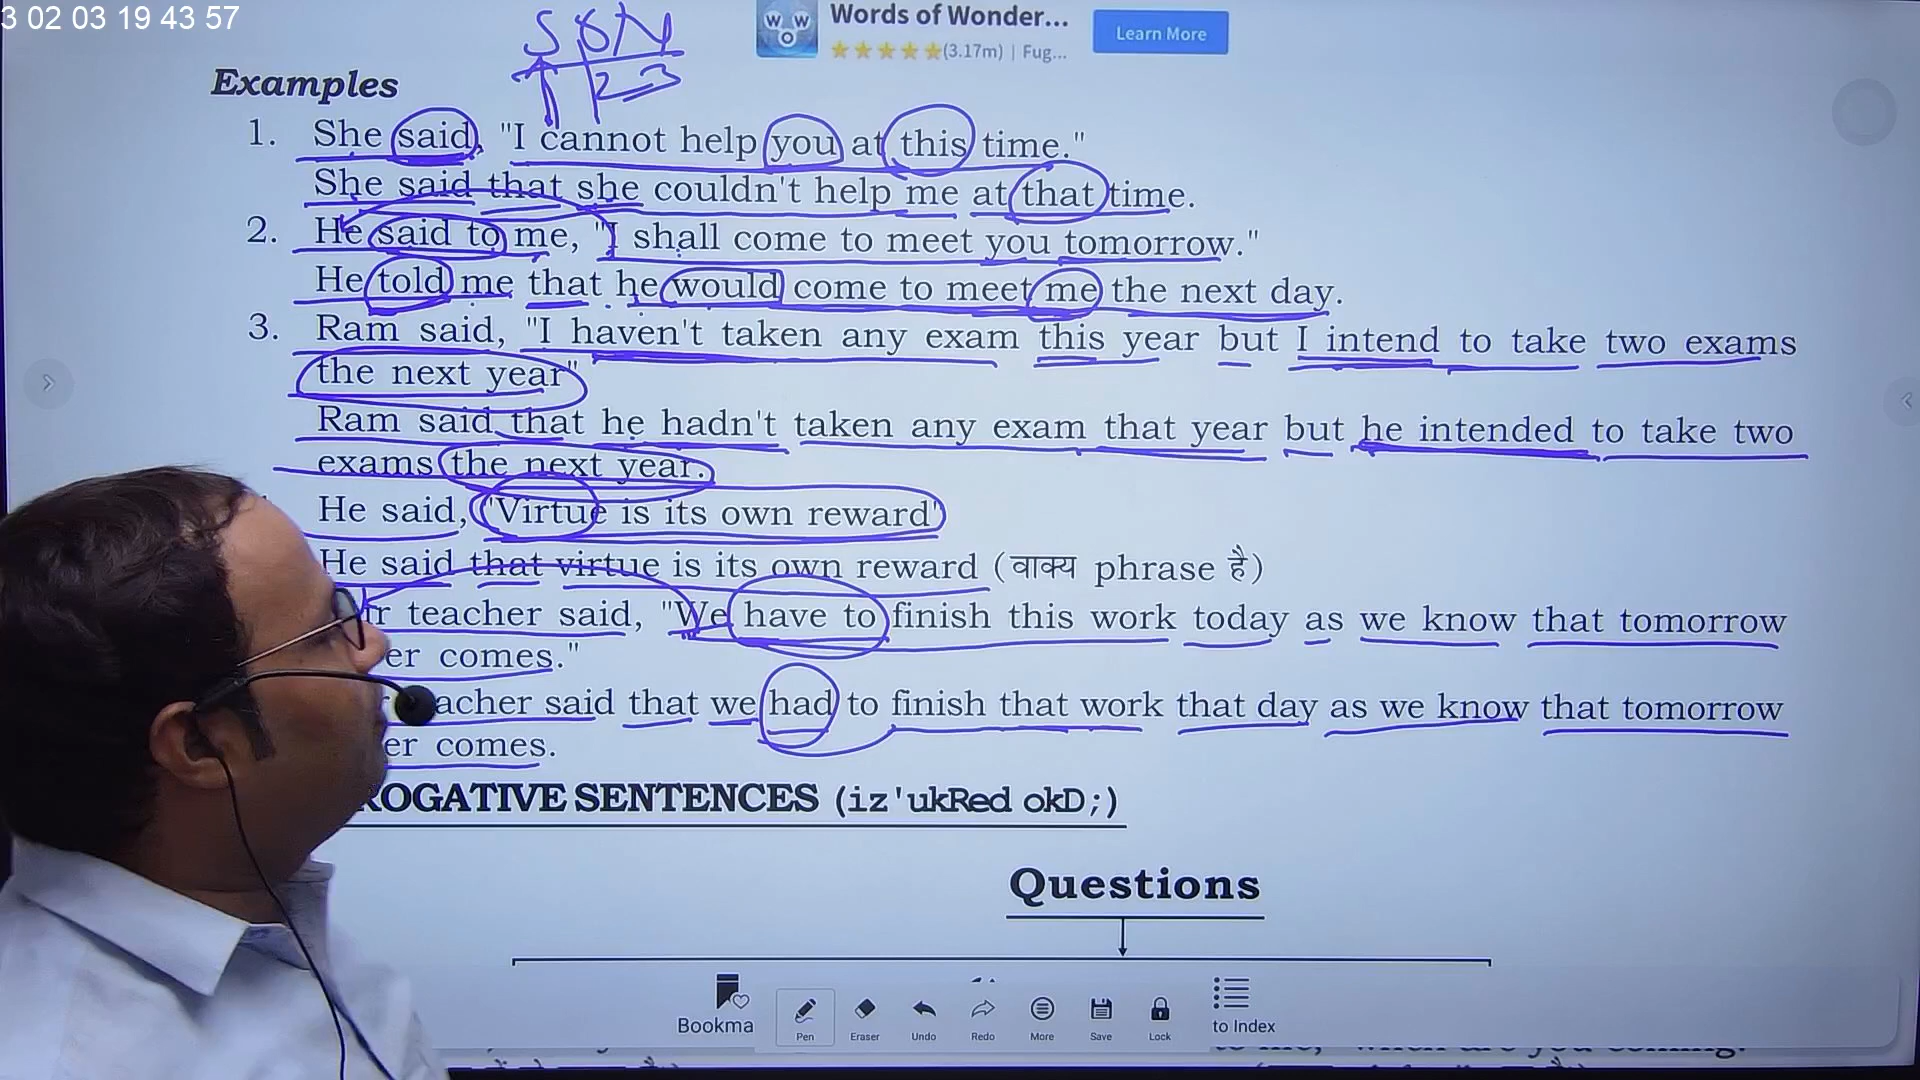 3 02 03 19 43 57
Words of Wonder...
(3.17m) | Fug...
Learn More
S O N
1 2 3
Examples
1. She said, "I cannot help you at this time."
She said that she couldn't help me at that time.
2. He said to me, "I shall come to meet you tomorrow."
He told me that he would come to meet me the next day.
3. Ram said, "I haven't taken any exam this year but I intend to take two exams
the next year"
Ram said that he hadn't taken any exam that year but he intended to take two
exams the next year.
He said, "Virtue is its own reward"
He said that virtue is its own reward (वाक्य phrase है)
r teacher said, "We have to finish this work today as we know that tomorrow
er comes."
acher said that we had to finish that work that day as we know that tomorrow
er comes.
ROGATIVE SENTENCES (iz'ukRed okD;)
Questions
Bookma
Pen
Eraser
Undo
Redo
More
Save
Lock
to Index